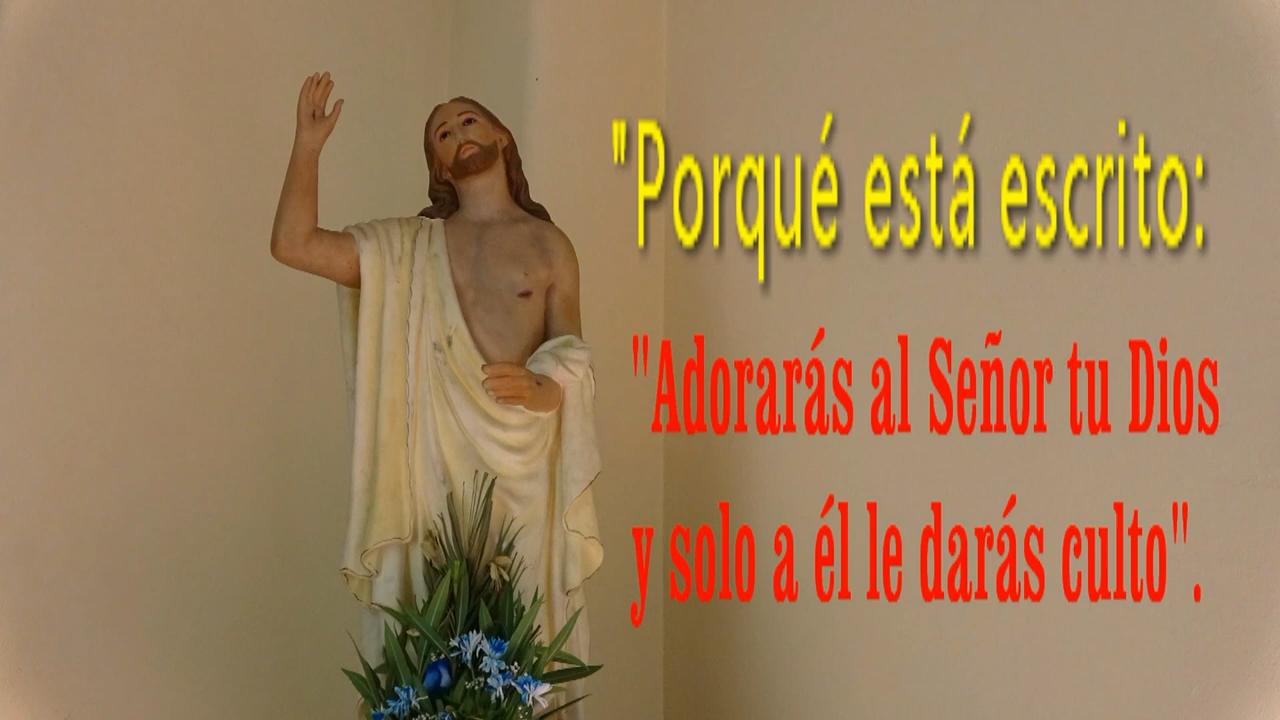 "Porqué está escrito:
"Adorarás al Señor tu Dios
y solo a él le darás culto".